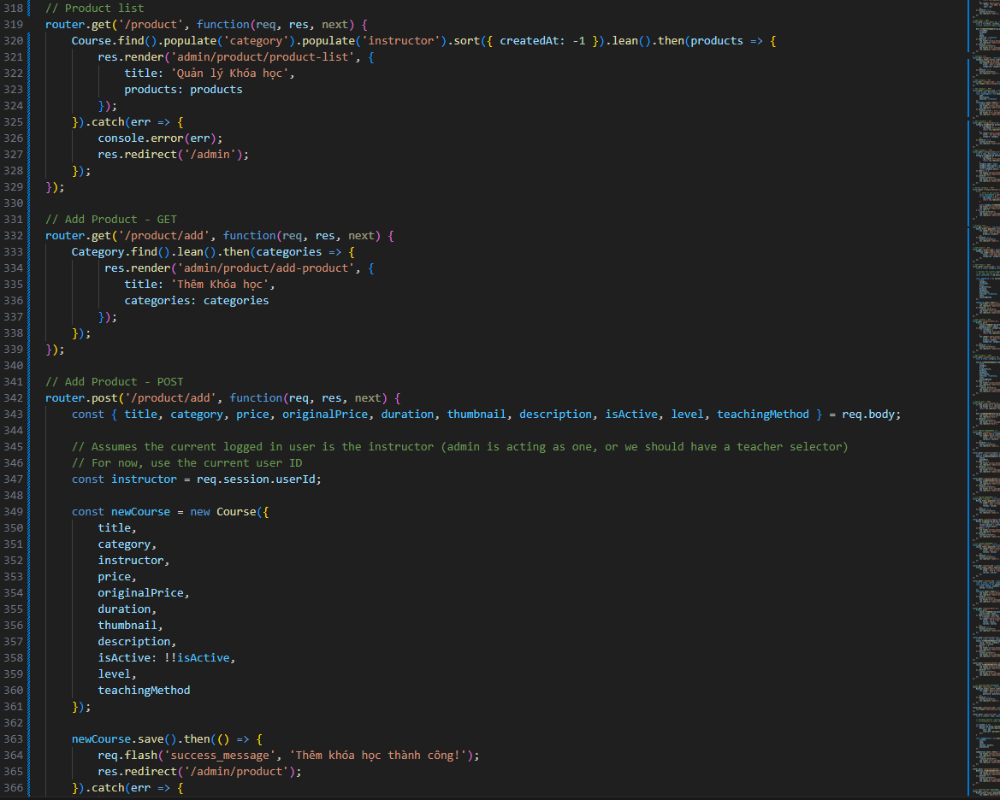 318 // Product list
319 router.get('/product', function(req, res, next) {
320     Course.find().populate('category').populate('instructor').sort({ createdAt: -1 }).lean().then(products => {
321         res.render('admin/product/product-list', {
322             title: 'Quản lý Khóa học',
323             products: products
324         });
325     }).catch(err => {
326         console.error(err);
327         res.redirect('/admin');
328     });
329 });
330
331 // Add Product - GET
332 router.get('/product/add', function(req, res, next) {
333     Category.find().lean().then(categories => {
334          res.render('admin/product/add-product', {
335             title: 'Thêm Khóa học',
336             categories: categories
337         });
338     });
339 });
340
341 // Add Product - POST
342 router.post('/product/add', function(req, res, next) {
343     const { title, category, price, originalPrice, duration, thumbnail, description, isActive, level, teachingMethod } = req.body;
344
345     // Assumes the current logged in user is the instructor (admin is acting as one, or we should have a teacher selector)
346     // For now, use the current user ID
347     const instructor = req.session.userId;
348
349     const newCourse = new Course({
350         title,
351         category,
352         instructor,
353         price,
354         originalPrice,
355         duration,
356         thumbnail,
357         description,
358         isActive: !!isActive,
359         level,
360         teachingMethod
361     });
362
363     newCourse.save().then(() => {
364         req.flash('success_message', 'Thêm khóa học thành công!');
365         res.redirect('/admin/product');
366     }).catch(err => {